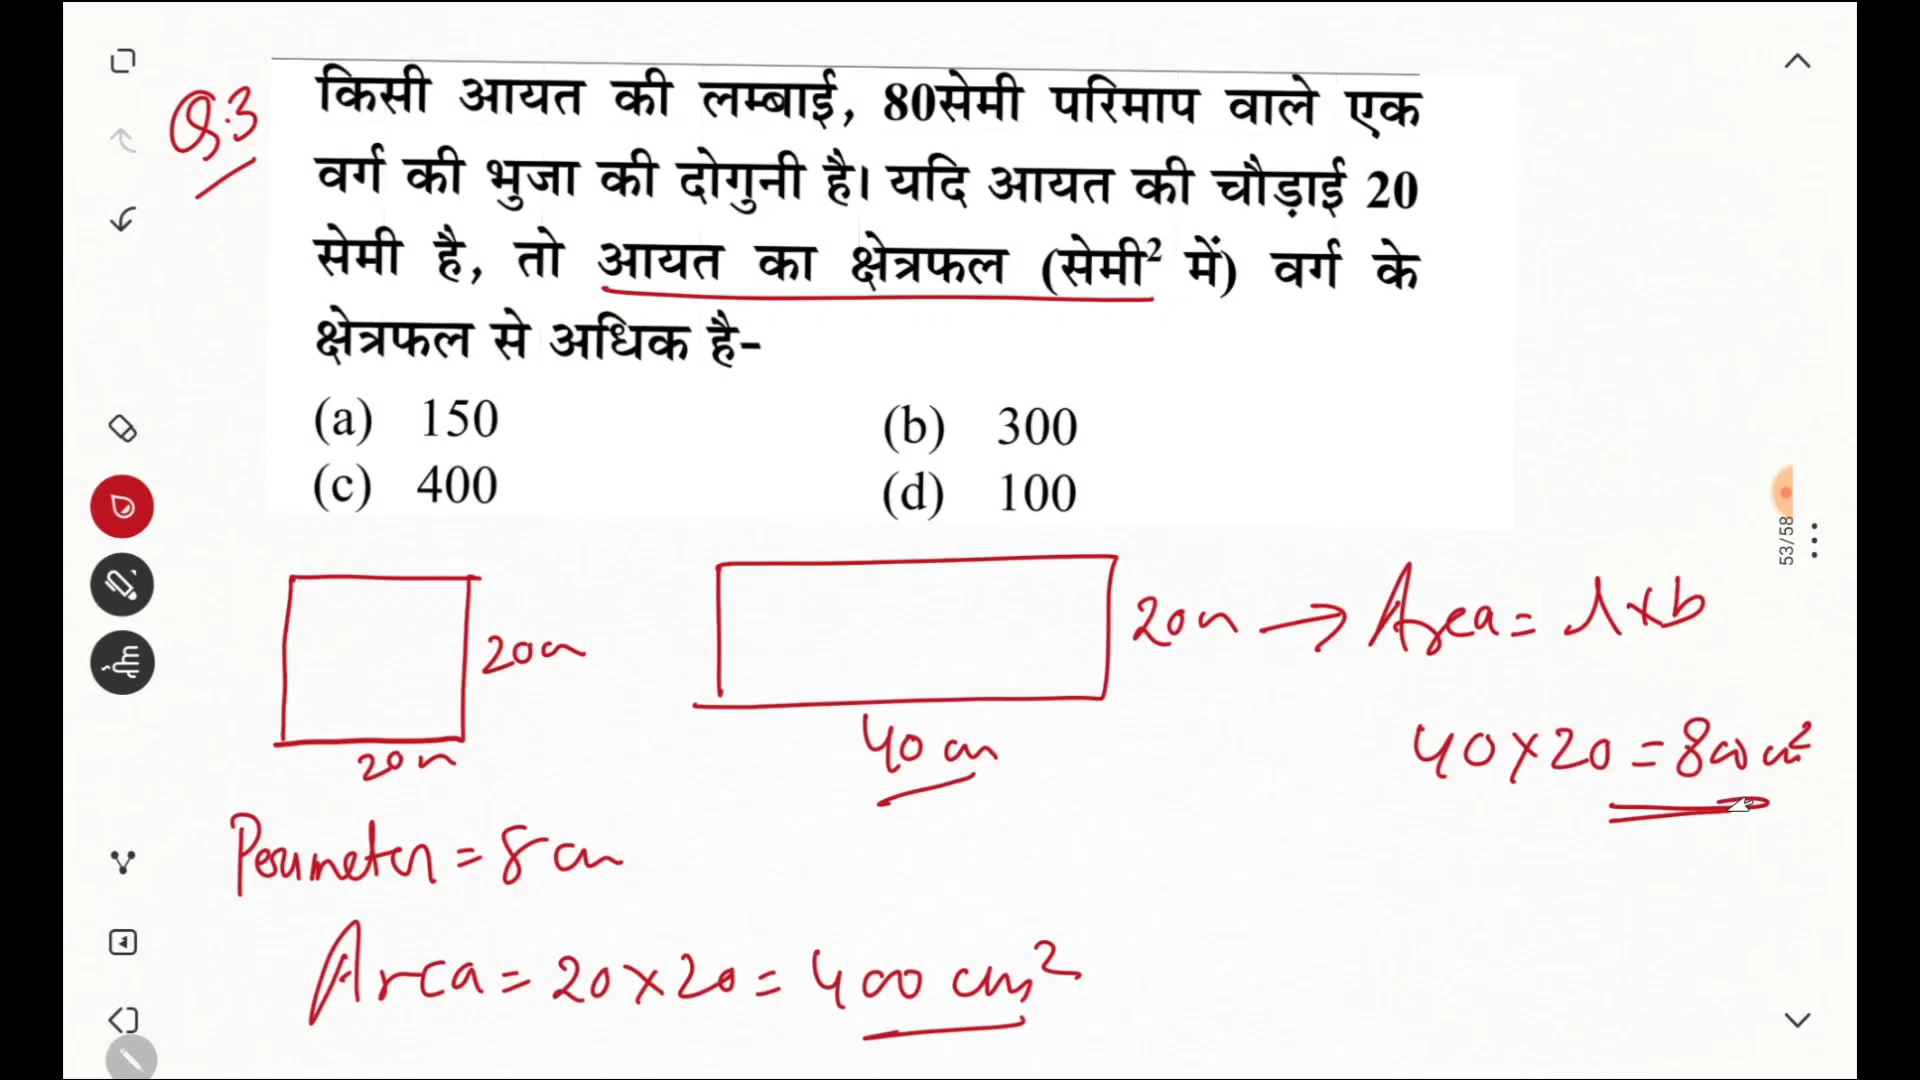 Q.3
किसी आयत की लम्बाई, 80सेमी परिमाप वाले एक
वर्ग की भुजा की दोगुनी है। यदि आयत की चौड़ाई 20
सेमी है, तो आयत का क्षेत्रफल (सेमी² में) वर्ग के
क्षेत्रफल से अधिक है-
(a) 150 (b) 300
(c) 400 (d) 100
53/58
20cm
20cm → Area = l×b
20cm
40 cm
40×20 = 800 cm²
Perimeter = 8 cm
Area = 20×20 = 400 cm²